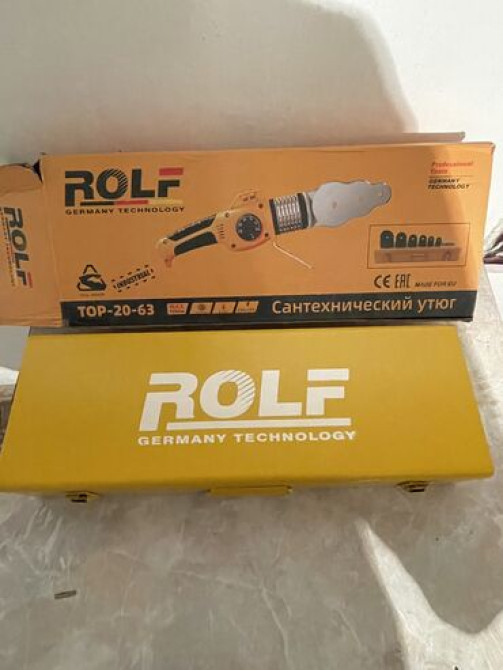 ROLF
GERMANY TECHNOLOGY
Professional
Tools
GERMANY
TECHNOLOGY
ROLF
INDUSTRIAL
CE EAC MADE FOR EU
TOP-20-63
Сантехнический утюг
ROLF
GERMANY TECHNOLOGY